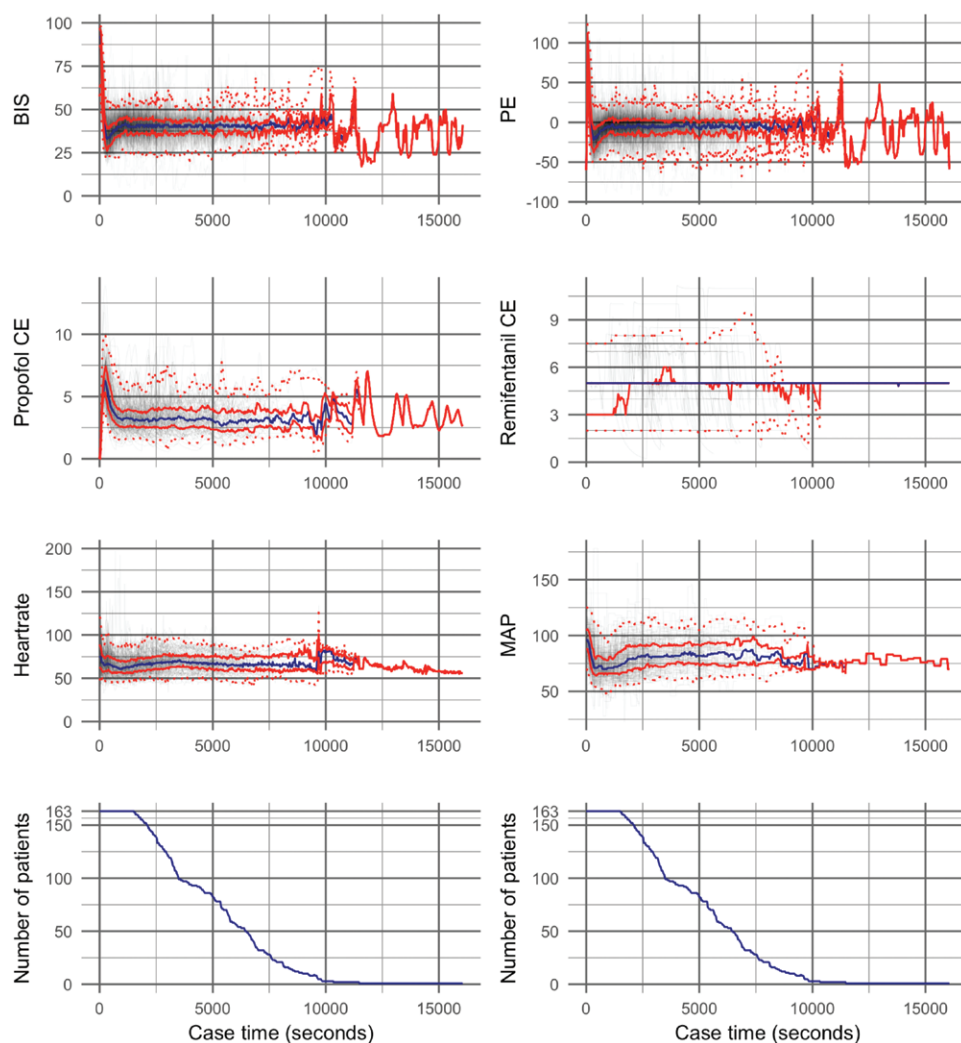 BIS
100
75
50
25
0
0 5000 10000 15000
PE
100
50
0
-50
-100
0 5000 10000 15000
Propofol CE
10
5
0
0 5000 10000 15000
Remifentanil CE
9
6
3
0
0 5000 10000 15000
Heartrate
200
150
100
50
0
0 5000 10000 15000
MAP
150
100
50
0 5000 10000 15000
Number of patients
163
150
100
50
0
0 5000 10000 15000
Case time (seconds)
Number of patients
163
150
100
50
0
0 5000 10000 15000
Case time (seconds)